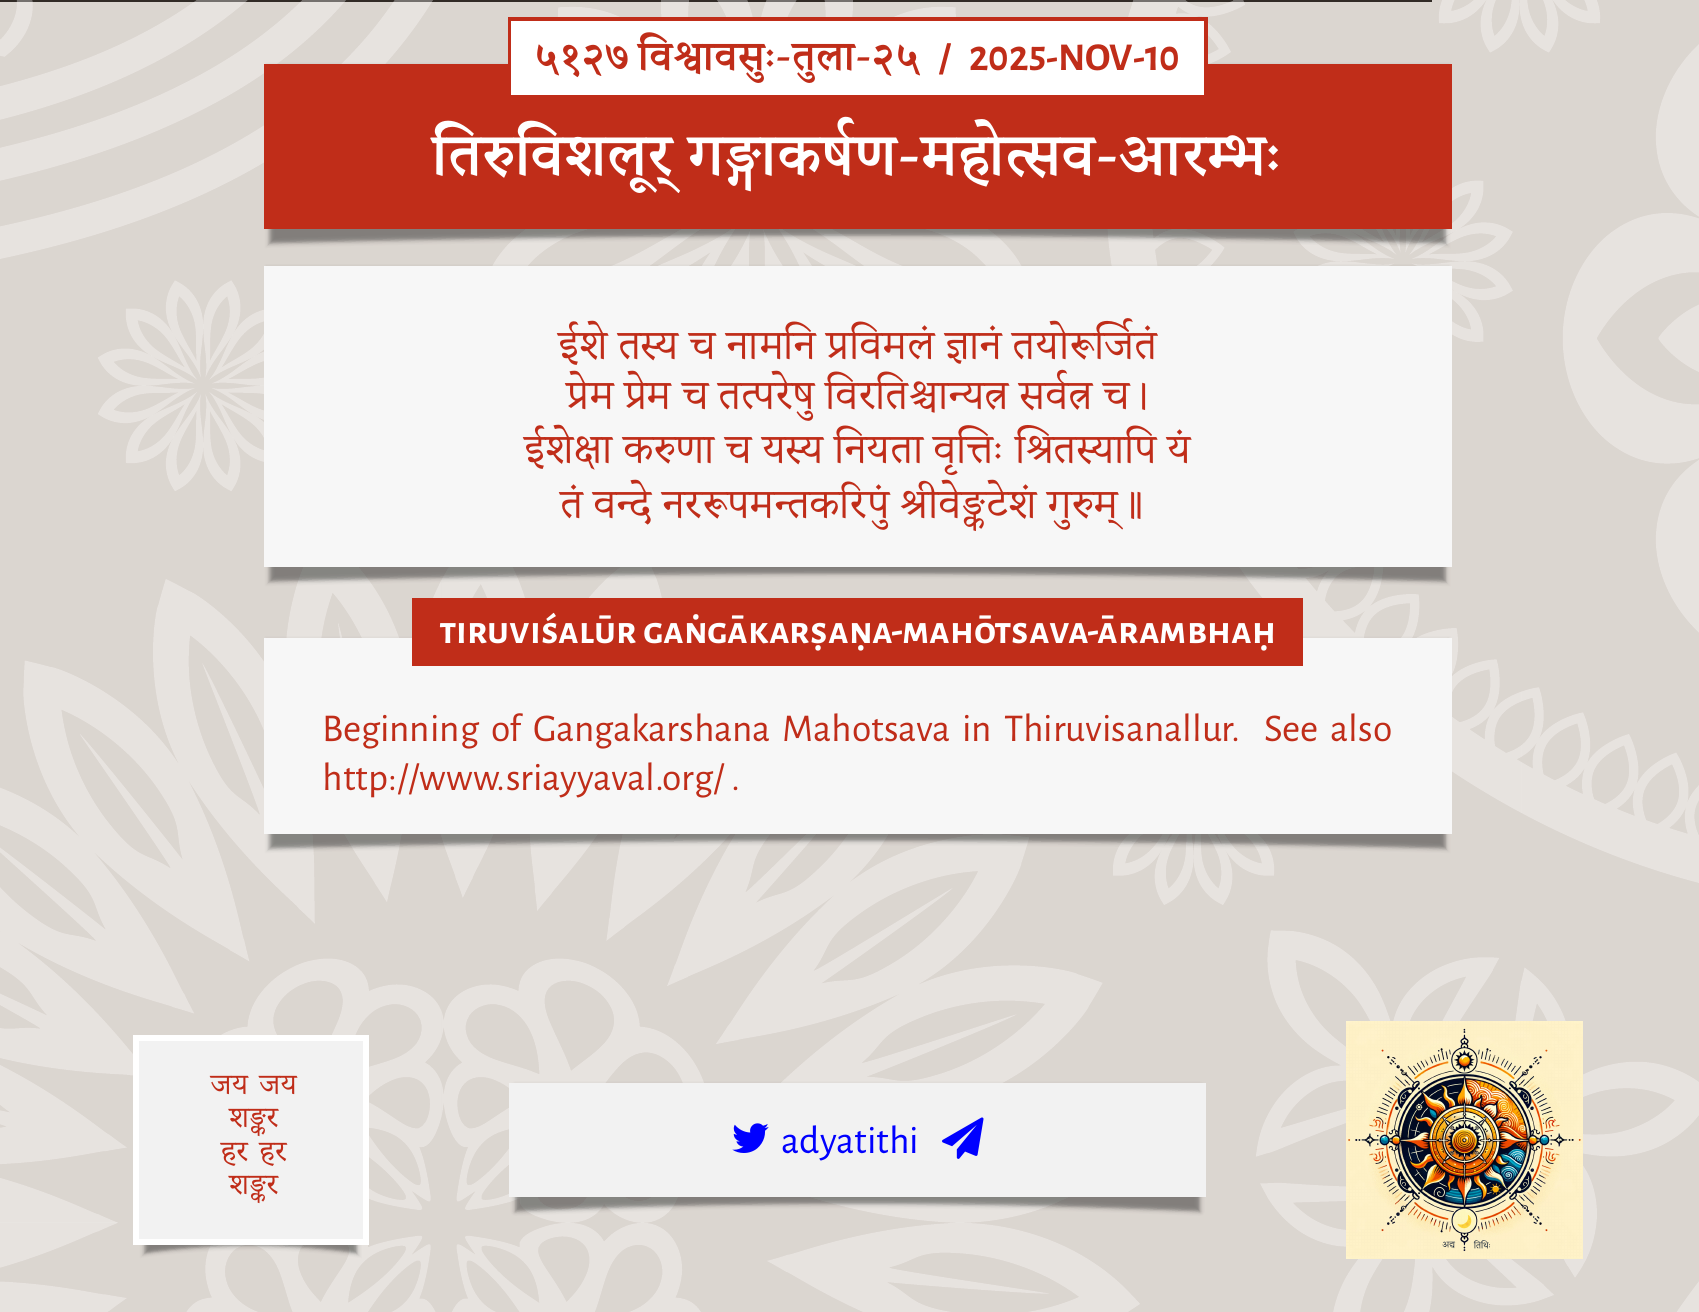 ५१२७ विश्वावसुः-तुला-२५ / 2025-NOV-10
तिरुविशलूर् गङ्गाकर्षण-महोत्सव-आरम्भः
ईशे तस्य च नामनि प्रविमलं ज्ञानं तयोरूर्जितं
प्रेम प्रेम च तत्परेषु विरतिश्चान्यत्र सर्वत्र च।
ईशेक्षा करुणा च यस्य नियता वृत्तिः श्रितस्यापि यं
तं वन्दे नररूपमन्तकरिपुं श्रीवेङ्कटेशं गुरुम्॥
TIRUVIŚALŪR GAṄGĀKARṢAṆA-MAHŌTSAVA-ĀRAMBHAḤ
Beginning of Gangakarshana Mahotsava in Thiruvisanallur. See also
http://www.sriayyaval.org/ .
जय जय
शङ्कर
हर हर
शङ्कर
adyatithi
अद्य तिथिः